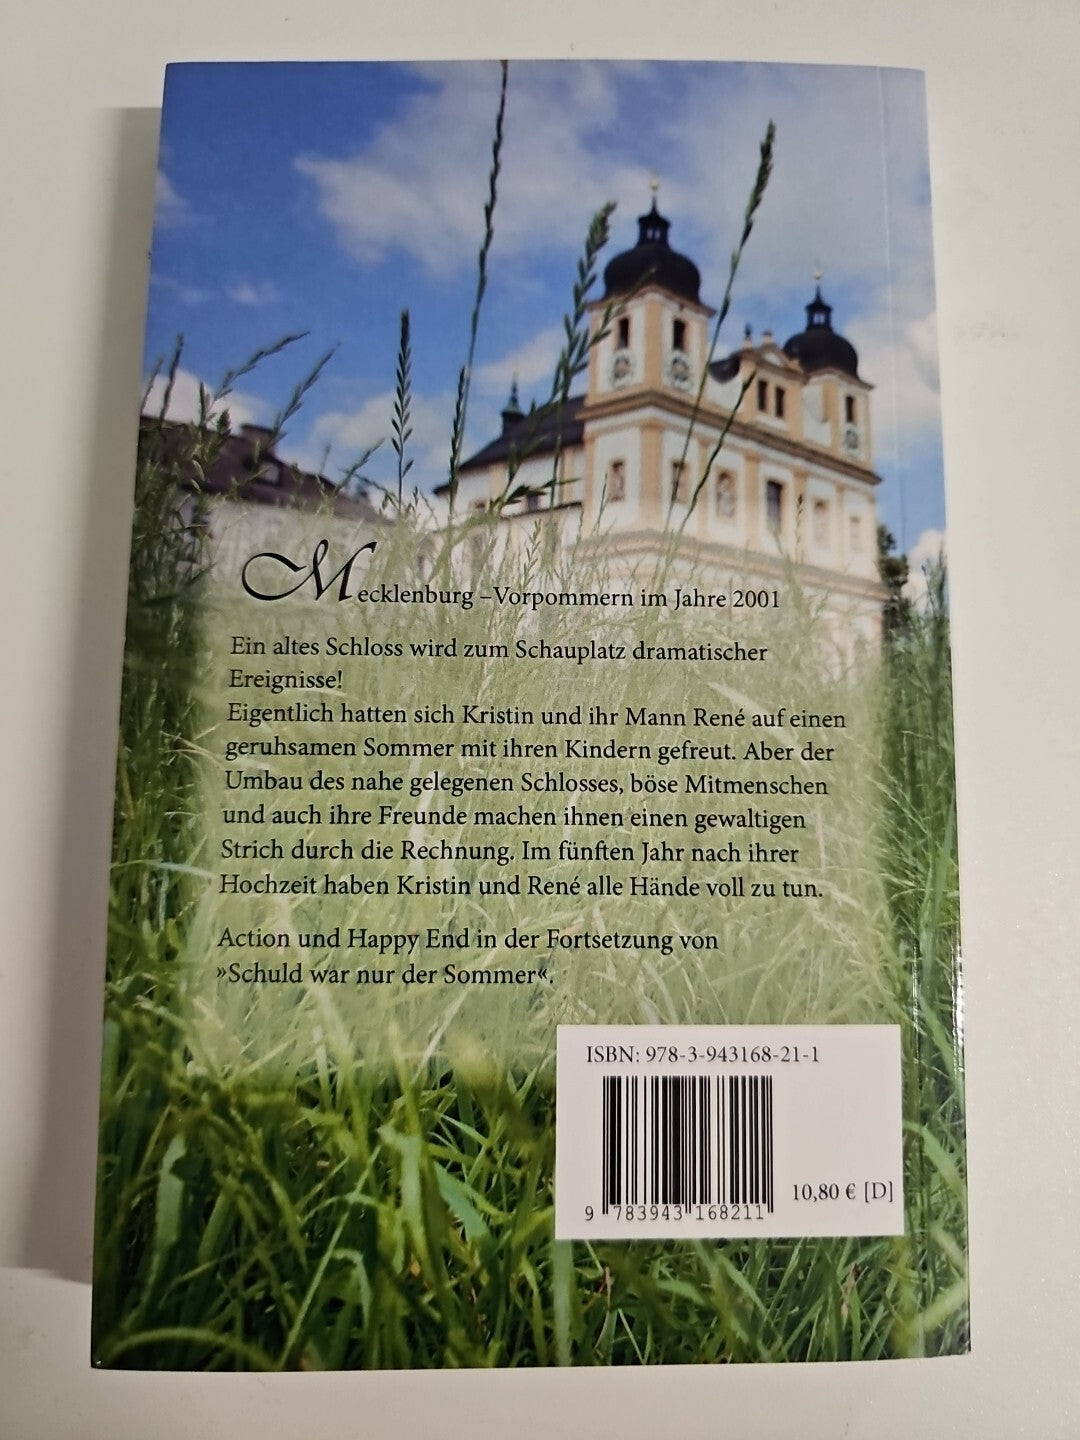 Mecklenburg –Vorpommern im Jahre 2001
Ein altes Schloss wird zum Schauplatz dramatischer
Ereignisse!
Eigentlich hatten sich Kristin und ihr Mann René auf einen
geruhsamen Sommer mit ihren Kindern gefreut. Aber der
Umbau des nahe gelegenen Schlosses, böse Mitmenschen
und auch ihre Freunde machen ihnen einen gewaltigen
Strich durch die Rechnung. Im fünften Jahr nach ihrer
Hochzeit haben Kristin und René alle Hände voll zu tun.
Action und Happy End in der Fortsetzung von
»Schuld war nur der Sommer«.
ISBN: 978-3-943168-21-1
10,80 € [D]
9 783943 168211